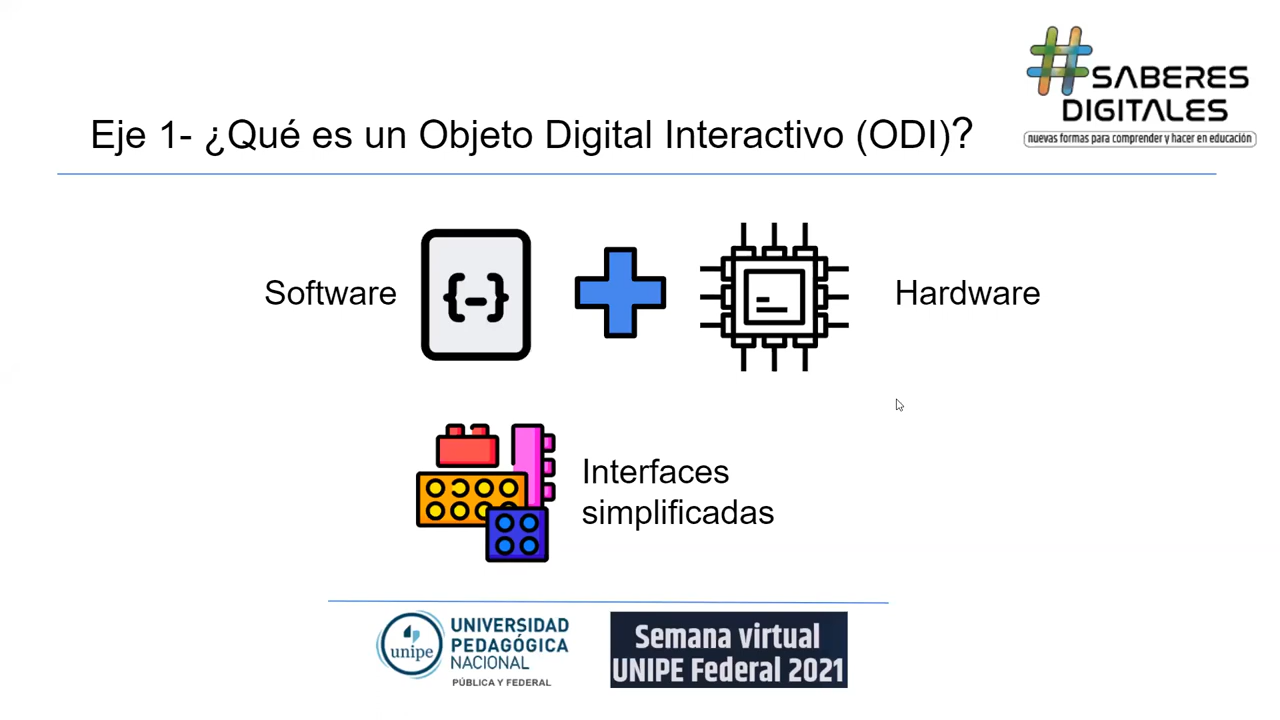 #SABERES
DIGITALES
nuevas formas para comprender y hacer en educación
Eje 1- ¿Qué es un Objeto Digital Interactivo (ODI)?
Software
{-}
Hardware
Interfaces
simplificadas
unipe
UNIVERSIDAD
PEDAGÓGICA
NACIONAL
PÚBLICA Y FEDERAL
Semana virtual
UNIPE Federal 2021